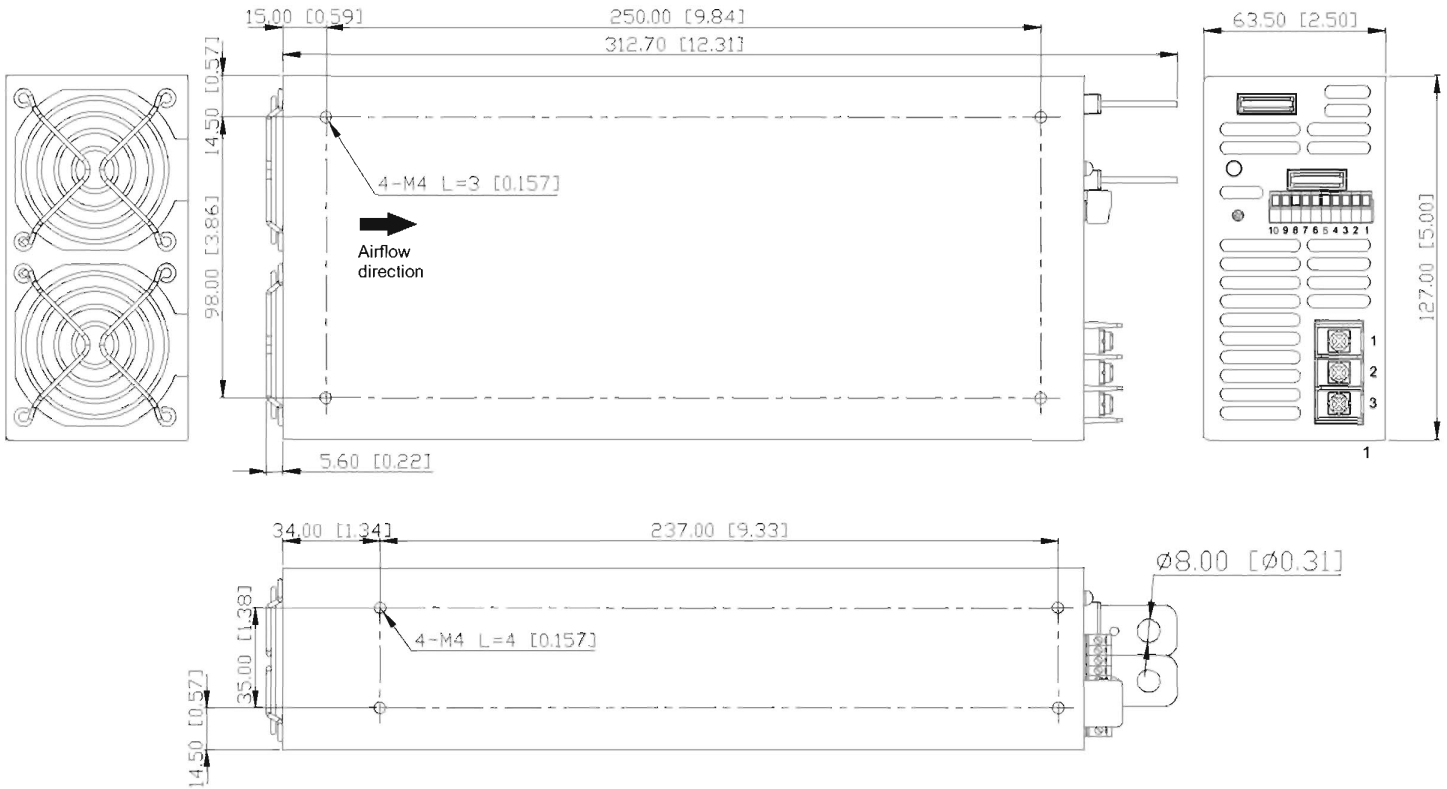 15.00 [0.59]
250.00 [9.84]
63.50 [2.50]
312.70 [12.31]
14.50 [0.57]
4-M4 L=3 [0.157]
Airflow
direction
98.00 [3.86]
10 9 8 7 6 5 4 3 2 1
127.00 [5.00]
1
2
3
1
5.60 [0.22]
34.00 [1.34]
237.00 [9.33]
Ø8.00 [Ø0.31]
35.00 [1.38]
4-M4 L=4 [0.157]
14.50 [0.57]